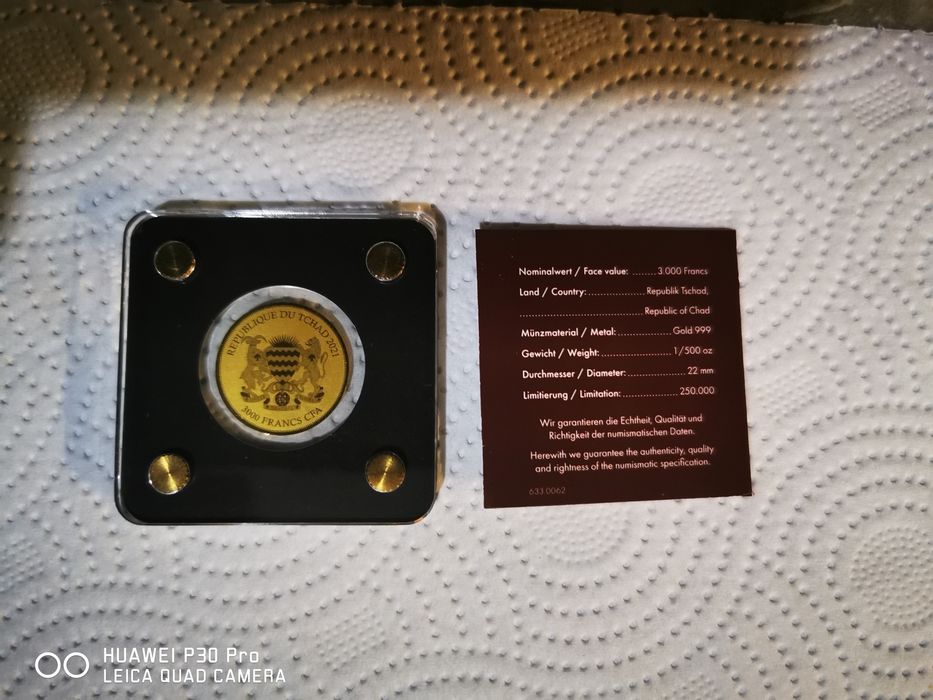 REPUBLIQUE DU TCHAD 2021
3000 FRANCS CFA
Nominalwert / Face value: ........3.000 Francs
Land / Country:...................Republik Tschad,
..........................................Republic of Chad
Münzmaterial / Metal:................Gold 999
Gewicht / Weight:........................1/500 oz
Durchmesser / Diameter:....................22 mm
Limitierung / Limitation:..................250.000
Wir garantieren die Echtheit, Qualität und
Richtigkeit der numismatischen Daten.
Herewith we guarantee the authenticity, quality
and rightness of the numismatic specification.
633.0062
HUAWEI P30 Pro
LEICA QUAD CAMERA